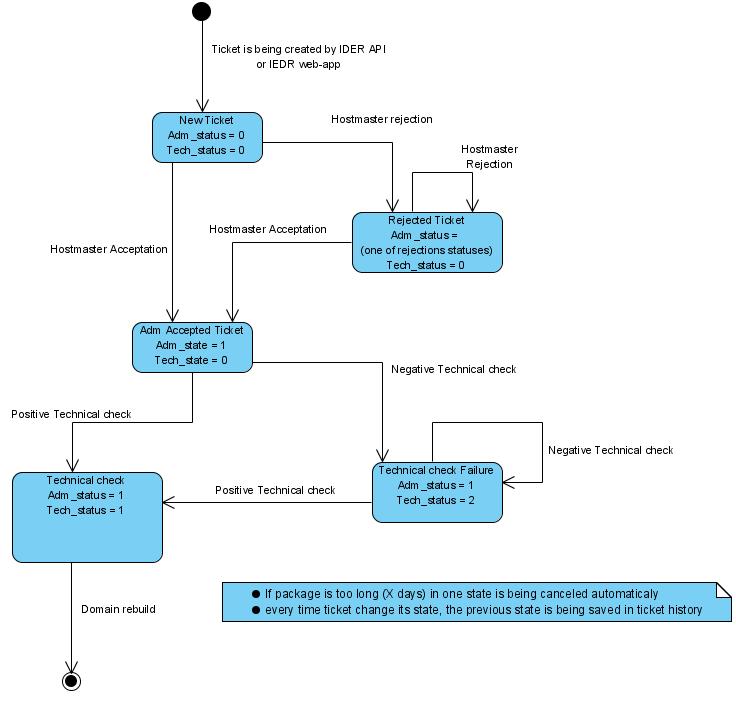 Ticket is being created by IDER API
or IEDR web-app
New Ticket
Adm_status = 0
Tech_status = 0
Hostmaster rejection
Hostmaster
Rejection
Rejected Ticket
Adm_status =
(one of rejections statuses)
Tech_status = 0
Hostmaster Acceptation
Hostmaster Acceptation
Adm Accepted Ticket
Adm_state = 1
Tech_state = 0
Negative Technical check
Positive Technical check
Technical check Failure
Adm_status = 1
Tech_status = 2
Negative Technical check
Technical check
Adm_status = 1
Tech_status = 1
Positive Technical check
Domain rebuild
● If package is too long (X days) in one state is being canceled automaticaly
● every time ticket change its state, the previous state is being saved in ticket history